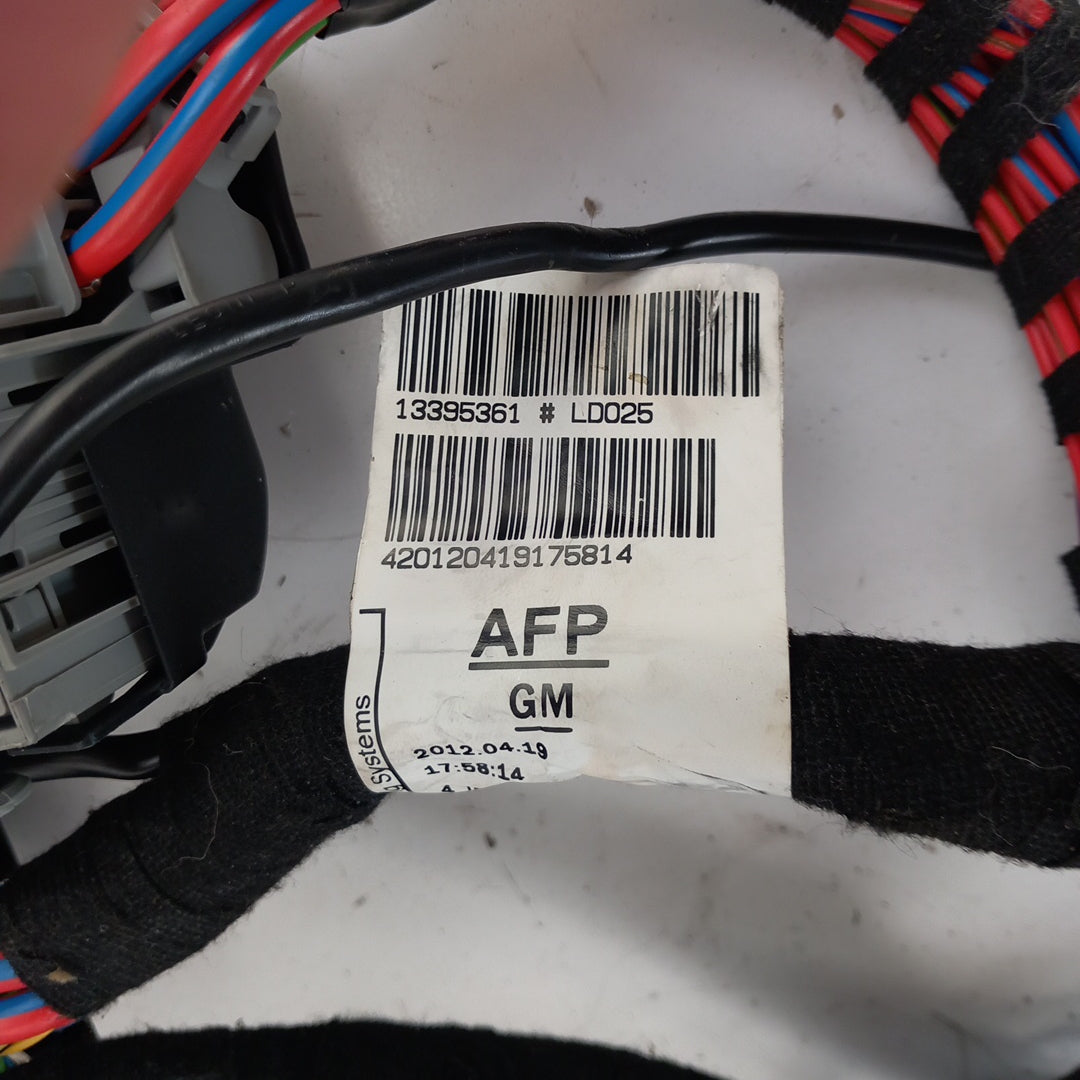 13395361 # LD025
420120419175814
AFP
GM
2012.04.19
17:58:14
Systems